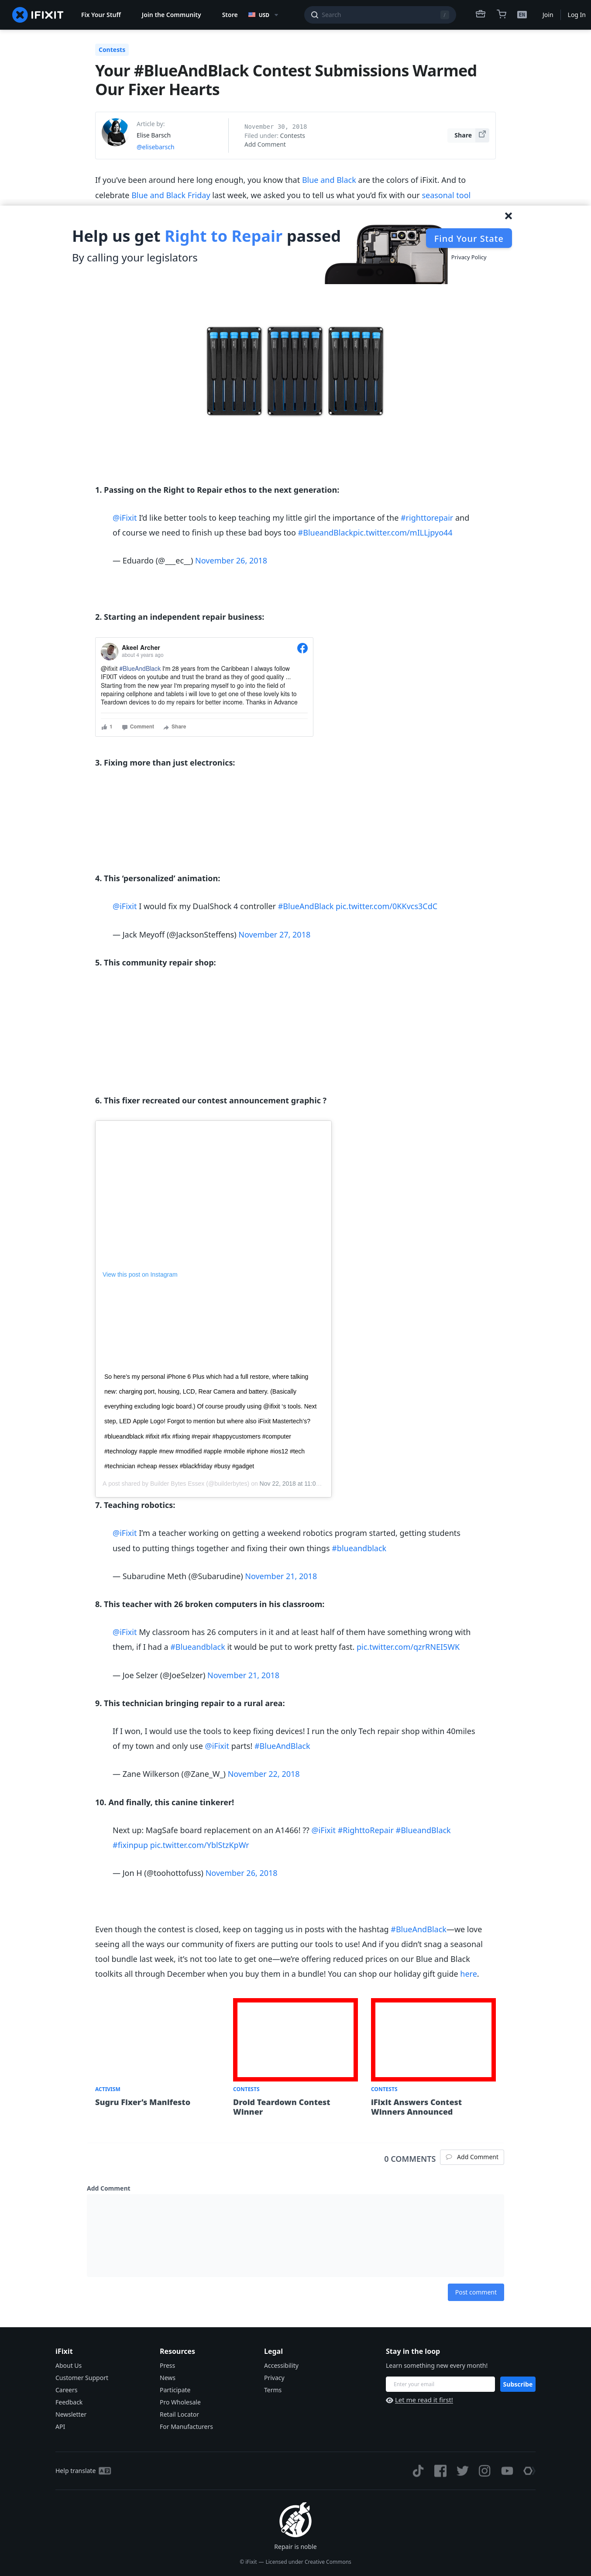 IFIXIT
Fix Your Stuff
Join the Community
Store
USD
Search
/
EN
Join
Log In
Contests
Your #BlueAndBlack Contest Submissions Warmed
Our Fixer Hearts
Article by:
Elise Barsch
@elisebarsch
November 30, 2018
Filed under: Contests
Add Comment
Share
If you’ve been around here long enough, you know that Blue and Black are the colors of iFixit. And to
celebrate Blue and Black Friday last week, we asked you to tell us what you’d fix with our seasonal tool
Help us get Right to Repair passed
By calling your legislators
Find Your State
Privacy Policy
1. Passing on the Right to Repair ethos to the next generation:
@iFixit I’d like better tools to keep teaching my little girl the importance of the #righttorepair and
of course we need to finish up these bad boys too #BlueandBlackpic.twitter.com/mILLjpyo44
— Eduardo (@___ec__) November 26, 2018
2. Starting an independent repair business:
Akeel Archer
about 4 years ago
@ifixit #BlueAndBlack I'm 28 years from the Caribbean I always follow
IFIXIT videos on youtube and trust the brand as they of good quality ...
Starting from the new year I'm preparing myself to go into the field of
repairing cellphone and tablets i will love to get one of these lovely kits to
Teardown devices to do my repairs for better income. Thanks in Advance
1
Comment
Share
3. Fixing more than just electronics:
4. This ‘personalized’ animation:
@iFixit I would fix my DualShock 4 controller #BlueAndBlack pic.twitter.com/0KKvcs3CdC
— Jack Meyoff (@JacksonSteffens) November 27, 2018
5. This community repair shop:
6. This fixer recreated our contest announcement graphic ?
View this post on Instagram
So here's my personal iPhone 6 Plus which had a full restore, where talking
new: charging port, housing, LCD, Rear Camera and battery. (Basically
everything excluding logic board.) Of course proudly using @ifixit 's tools. Next
step, LED Apple Logo! Forgot to mention but where also iFixit Mastertech's?
#blueandblack #ifixit #fix #fixing #repair #happycustomers #computer
#technology #apple #new #modified #apple #mobile #iphone #ios12 #tech
#technician #cheap #essex #blackfriday #busy #gadget
A post shared by Builder Bytes Essex (@builderbytes) on Nov 22, 2018 at 11:0
7. Teaching robotics:
@iFixit I’m a teacher working on getting a weekend robotics program started, getting students
used to putting things together and fixing their own things #blueandblack
— Subarudine Meth (@Subarudine) November 21, 2018
8. This teacher with 26 broken computers in his classroom:
@iFixit My classroom has 26 computers in it and at least half of them have something wrong with
them, if I had a #Blueandblack it would be put to work pretty fast. pic.twitter.com/qzrRNEI5WK
— Joe Selzer (@JoeSelzer) November 21, 2018
9. This technician bringing repair to a rural area:
If I won, I would use the tools to keep fixing devices! I run the only Tech repair shop within 40miles
of my town and only use @iFixit parts! #BlueAndBlack
— Zane Wilkerson (@Zane_W_) November 22, 2018
10. And finally, this canine tinkerer!
Next up: MagSafe board replacement on an A1466! ?? @iFixit #RighttoRepair #BlueandBlack
#fixinpup pic.twitter.com/YblStzKpWr
— Jon H (@toohottofuss) November 26, 2018
Even though the contest is closed, keep on tagging us in posts with the hashtag #BlueAndBlack—we love
seeing all the ways our community of fixers are putting our tools to use! And if you didn’t snag a seasonal
tool bundle last week, it’s not too late to get one—we’re offering reduced prices on our Blue and Black
toolkits all through December when you buy them in a bundle! You can shop our holiday gift guide here.
ACTIVISM
Sugru Fixer’s Manifesto
CONTESTS
Droid Teardown Contest
Winner
CONTESTS
iFixit Answers Contest
Winners Announced
0 COMMENTS
Add Comment
Add Comment
Post comment
iFixit
About Us
Customer Support
Careers
Feedback
Newsletter
API
Resources
Press
News
Participate
Pro Wholesale
Retail Locator
For Manufacturers
Legal
Accessibility
Privacy
Terms
Stay in the loop
Learn something new every month!
Enter your email
Subscribe
Let me read it first!
Help translate
Repair is noble
© iFixit — Licensed under Creative Commons